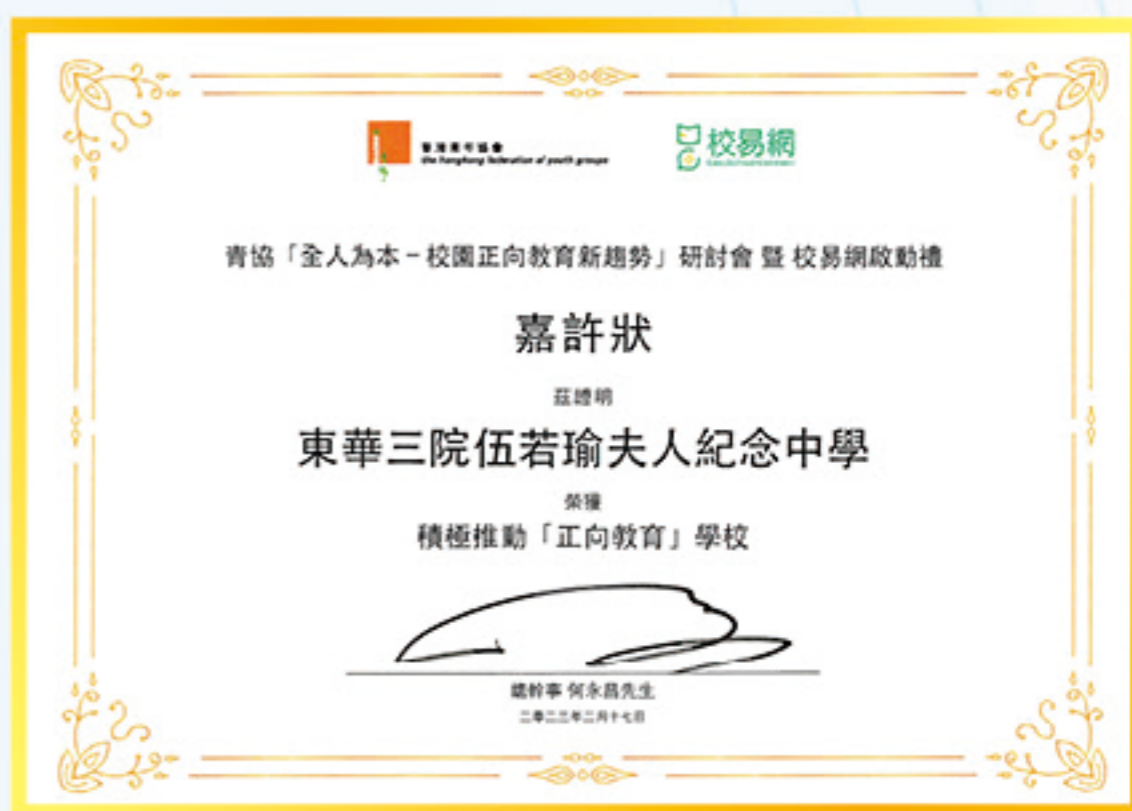 香港青年協會
the hongkong federation of youth groups
校易網
青協「全人為本－校園正向教育新趨勢」研討會 暨 校易網啟動禮
嘉許狀
茲證明
東華三院伍若瑜夫人紀念中學
榮獲
積極推動「正向教育」學校
總幹事 何永昌先生
二零二三年二月十七日